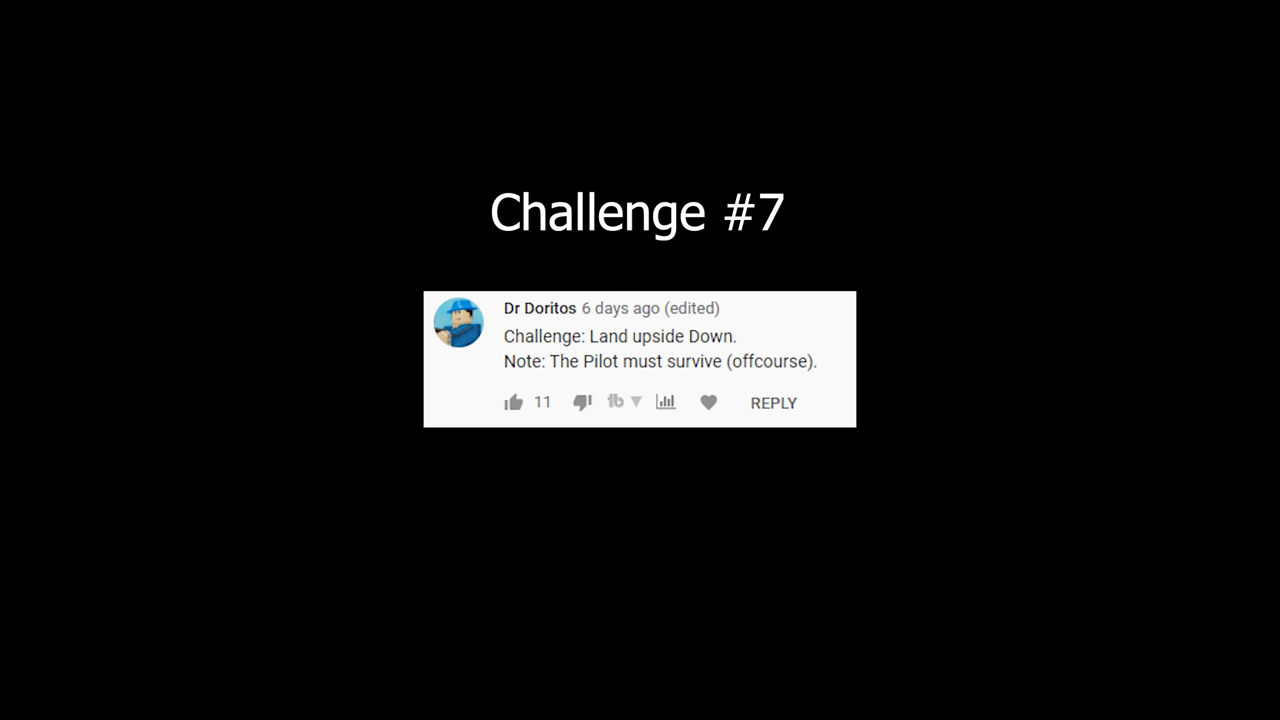 Challenge #7
Dr Doritos 6 days ago (edited)
Challenge: Land upside Down.
Note: The Pilot must survive (offcourse).
11 tb REPLY